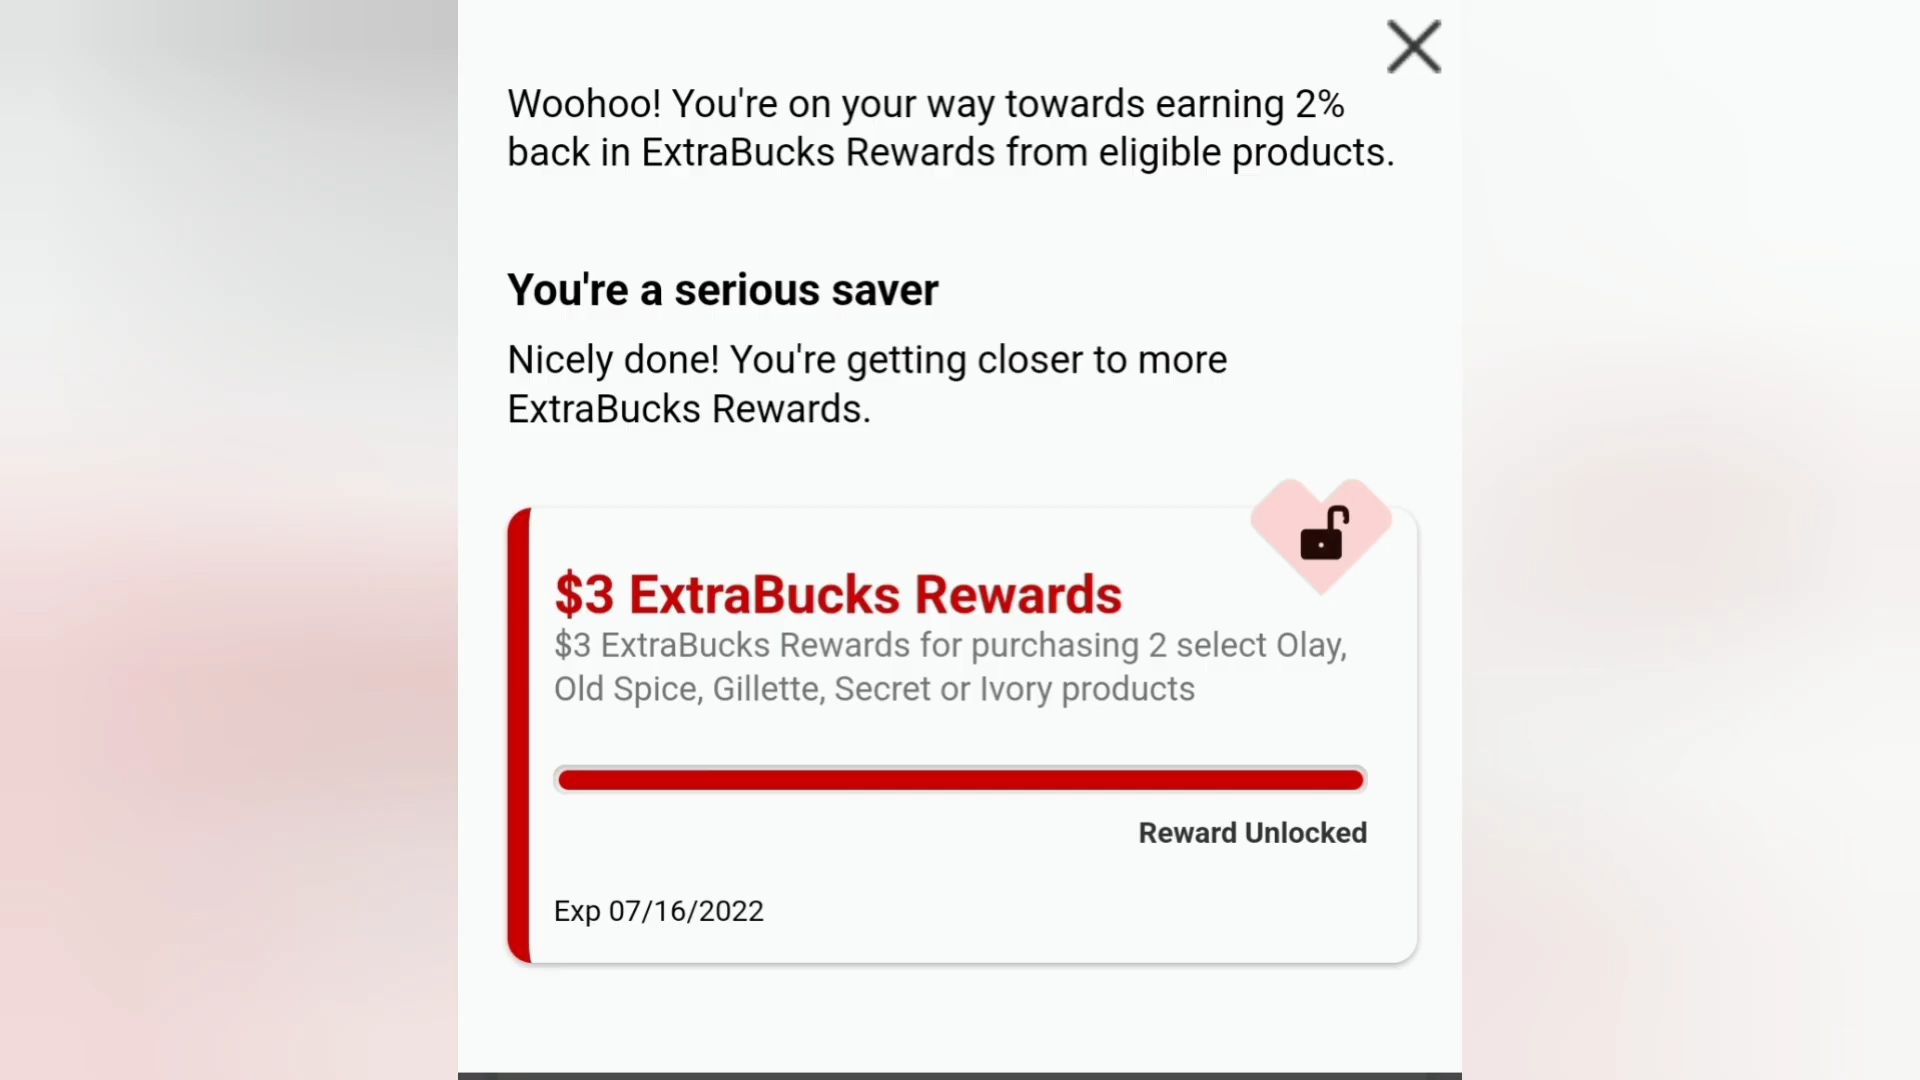 Woohoo! You're on your way towards earning 2%
back in ExtraBucks Rewards from eligible products.
You're a serious saver
Nicely done! You're getting closer to more
ExtraBucks Rewards.
$3 ExtraBucks Rewards
$3 ExtraBucks Rewards for purchasing 2 select Olay,
Old Spice, Gillette, Secret or Ivory products
Reward Unlocked
Exp 07/16/2022